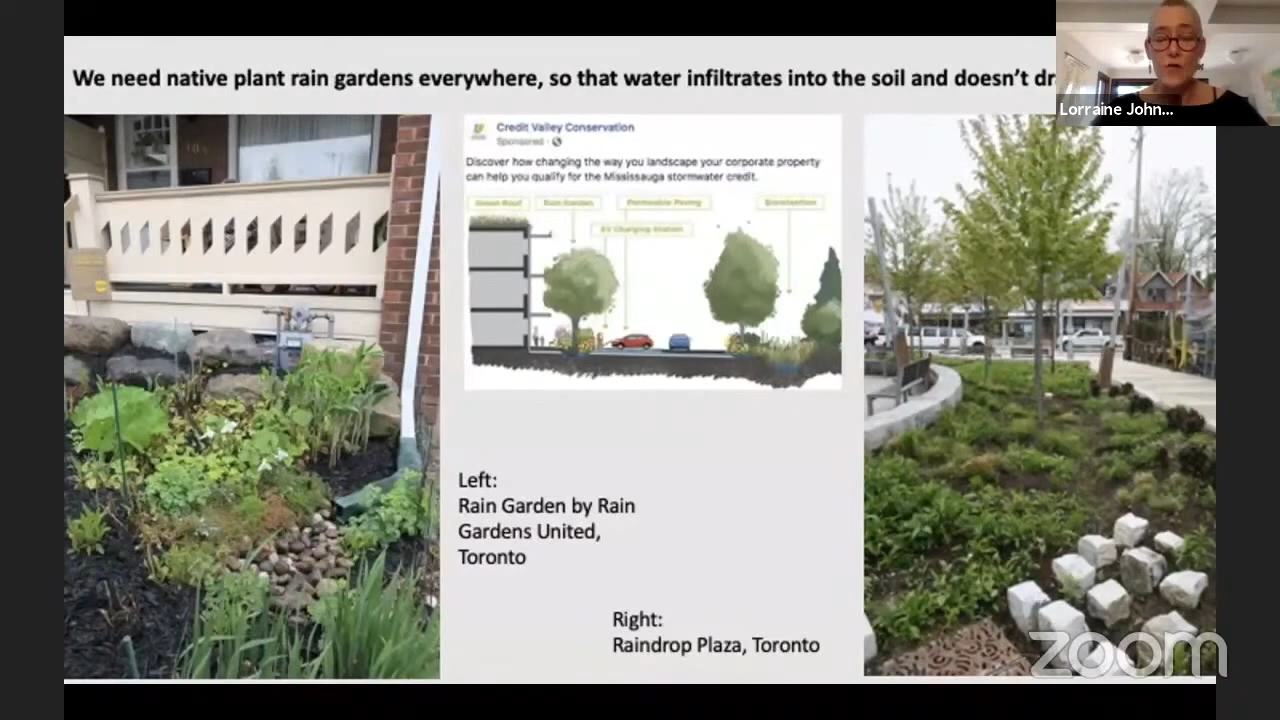 We need native plant rain gardens everywhere, so that water infiltrates into the soil and doesn't
Lorraine John...
Credit Valley Conservation
Sponsored
Discover how changing the way you landscape your corporate property
can help you qualify for the Mississauga stormwater credit.
Green Roof
Rain Garden
Permeable Paving
Bioretention
EV Charging Station
Left:
Rain Garden by Rain
Gardens United,
Toronto
Right:
Raindrop Plaza, Toronto
zoom